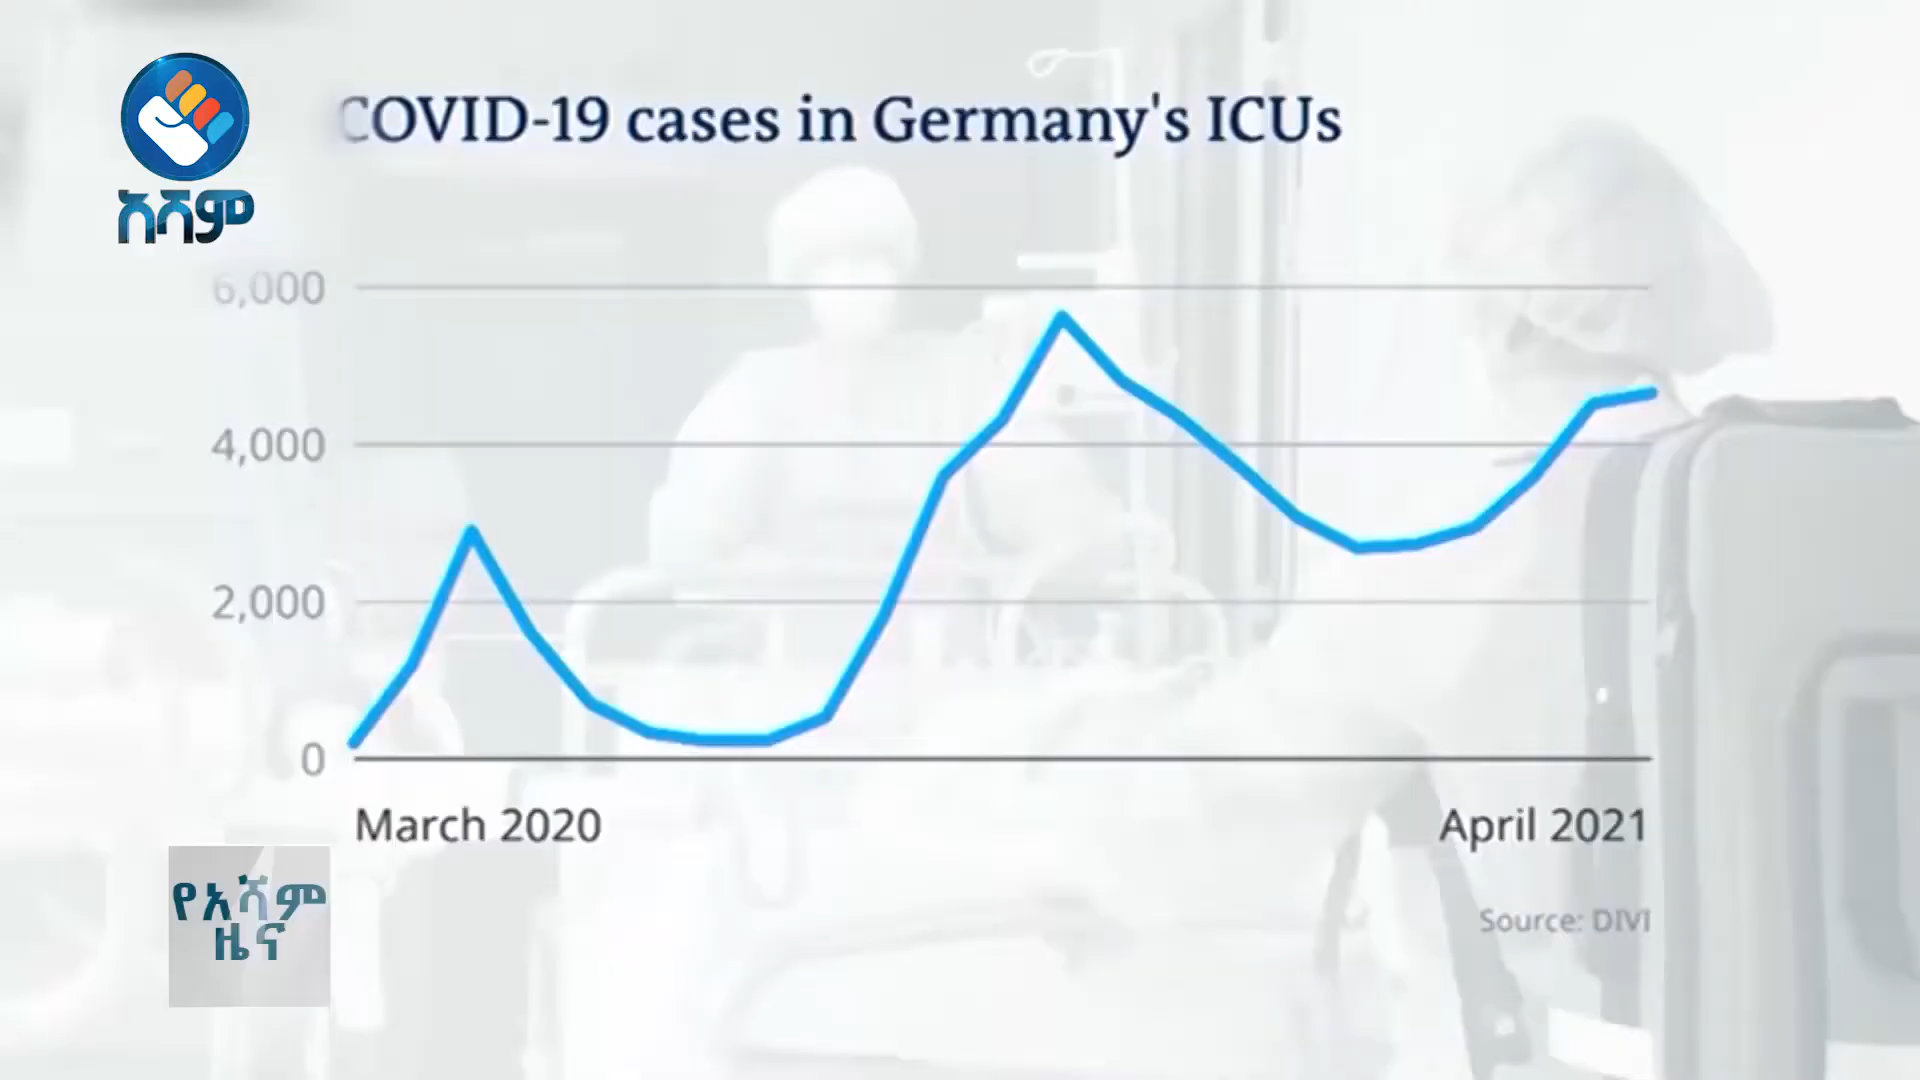 COVID-19 cases in Germany's ICUs
አሻም
6,000
4,000
2,000
0
March 2020
April 2021
Source: DIVI
የአሻም
ዜና